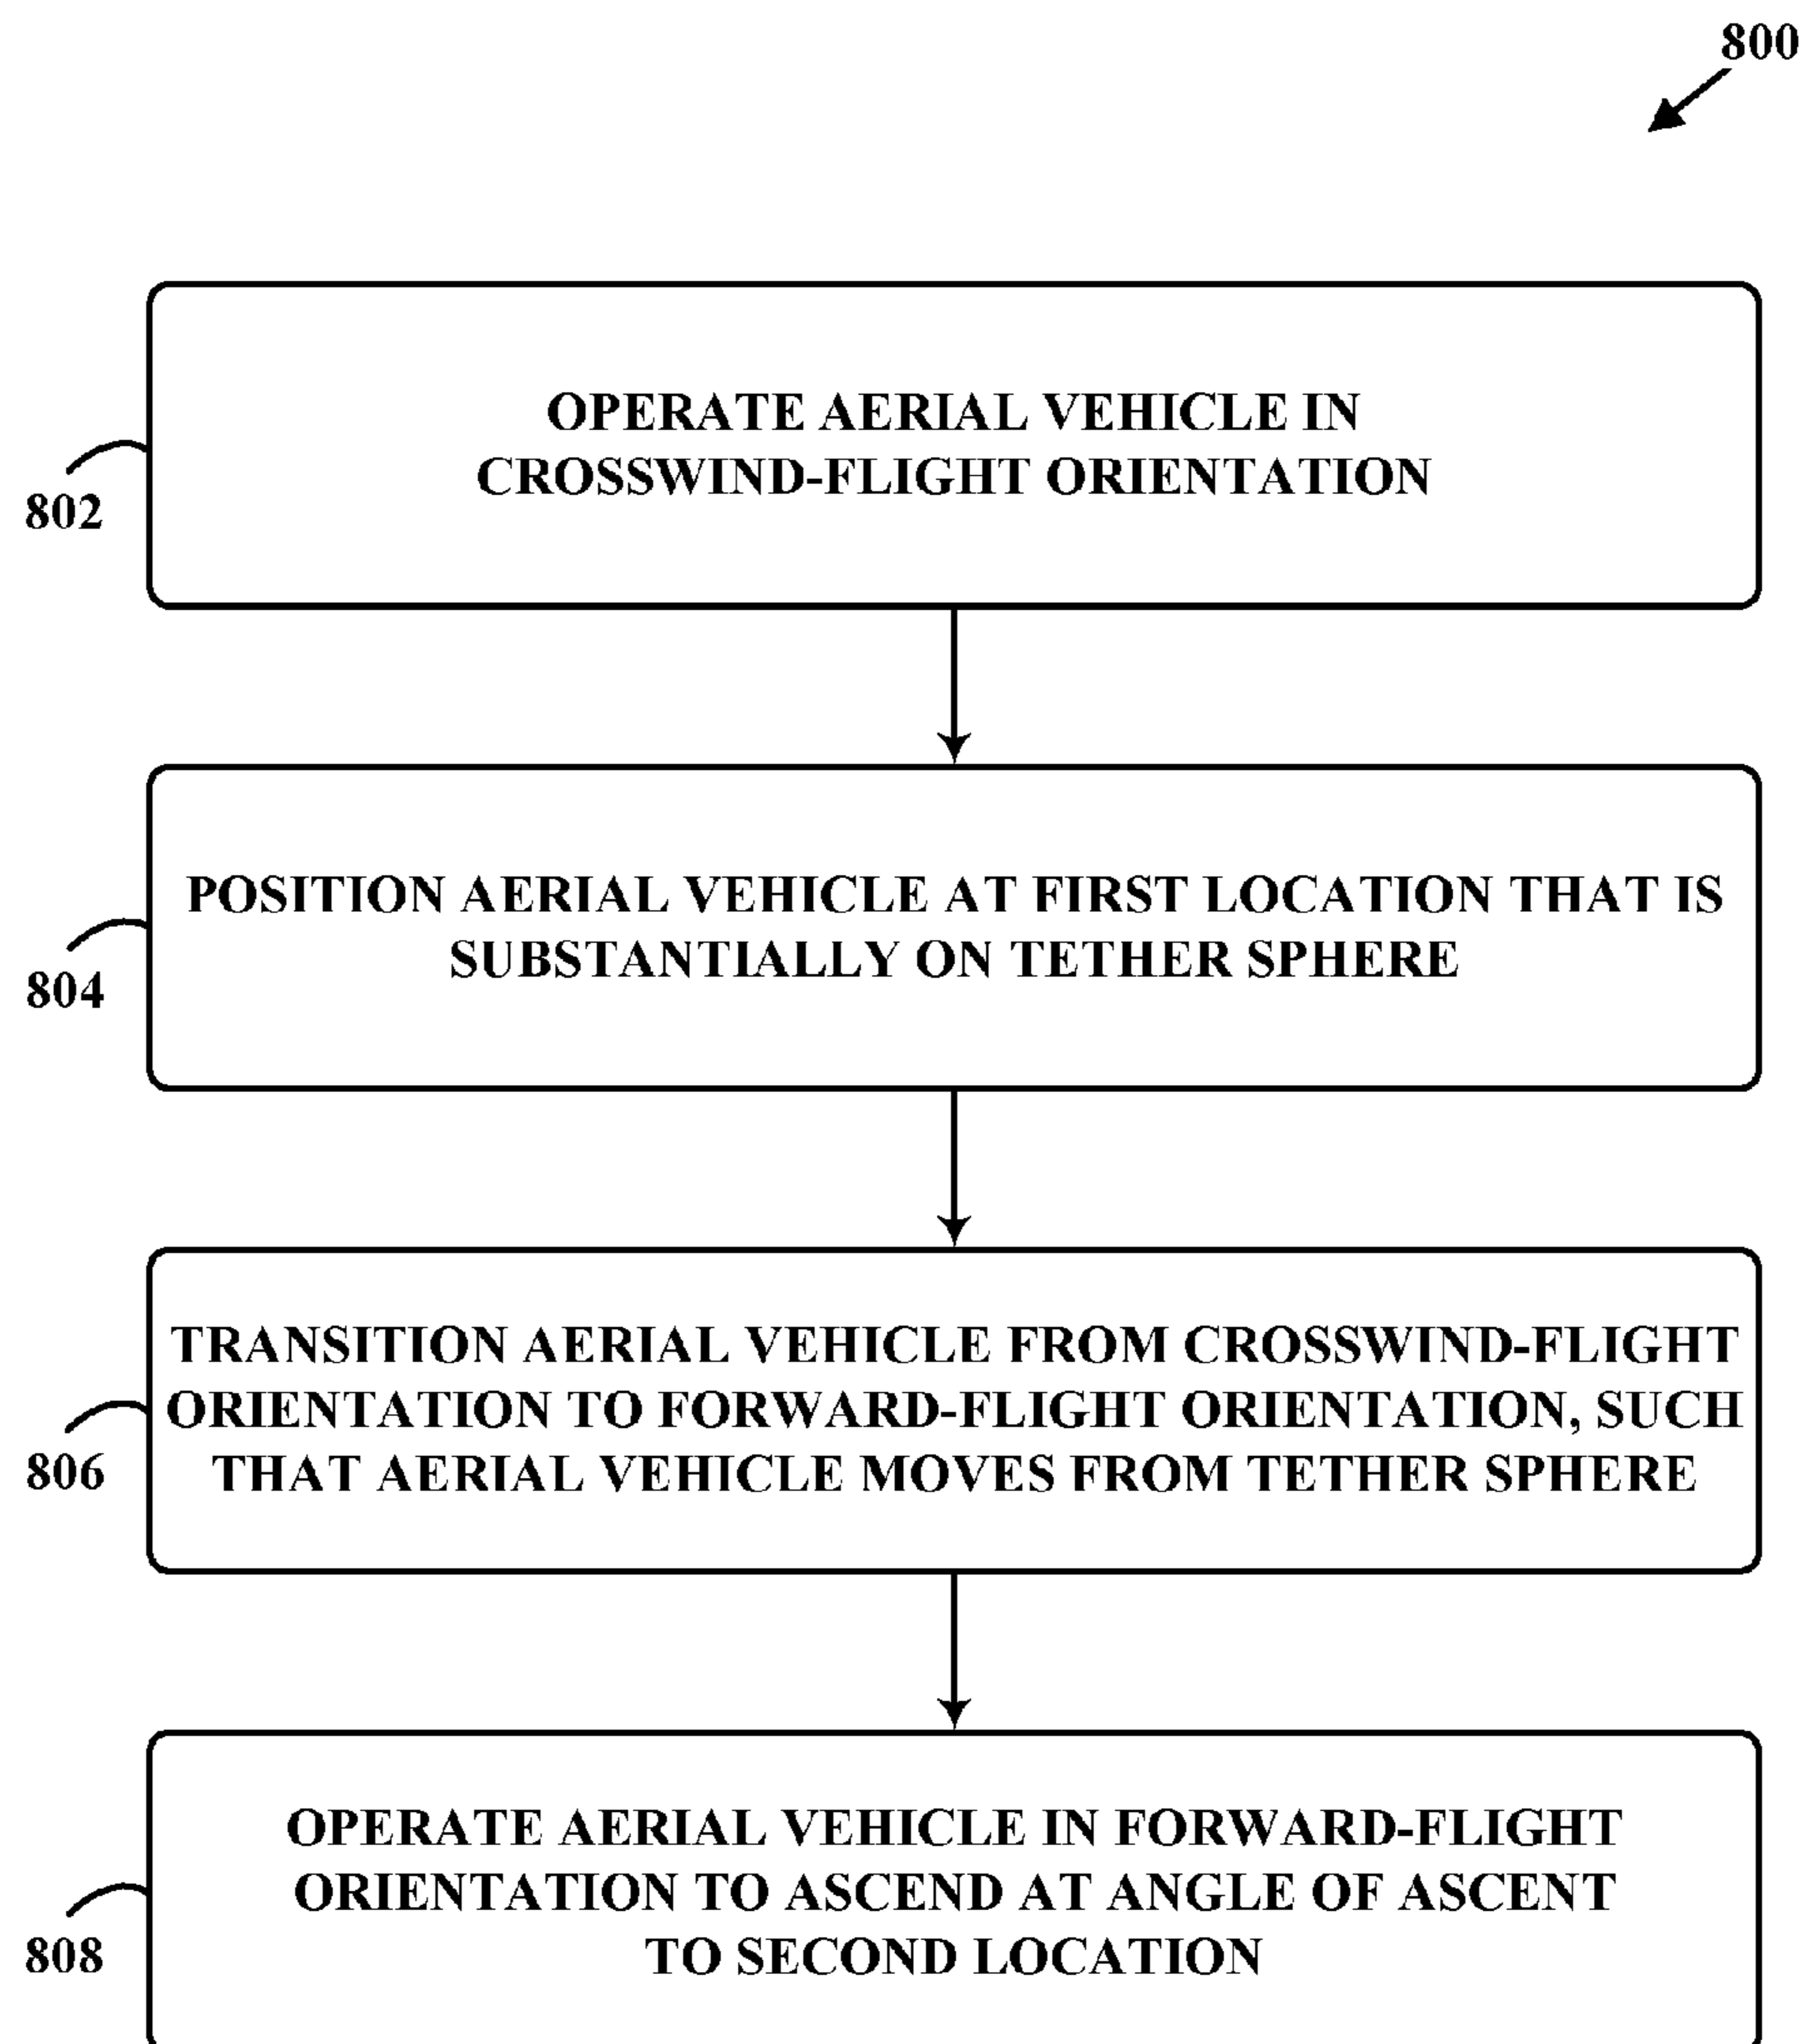 800
OPERATE AERIAL VEHICLE IN
CROSSWIND-FLIGHT ORIENTATION
802
POSITION AERIAL VEHICLE AT FIRST LOCATION THAT IS
SUBSTANTIALLY ON TETHER SPHERE
804
TRANSITION AERIAL VEHICLE FROM CROSSWIND-FLIGHT
ORIENTATION TO FORWARD-FLIGHT ORIENTATION, SUCH
THAT AERIAL VEHICLE MOVES FROM TETHER SPHERE
806
OPERATE AERIAL VEHICLE IN FORWARD-FLIGHT
ORIENTATION TO ASCEND AT ANGLE OF ASCENT
TO SECOND LOCATION
808